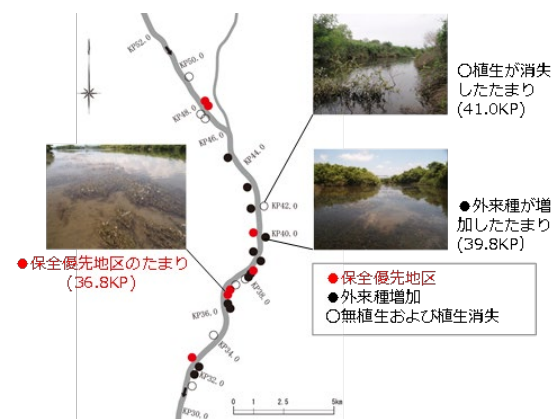 KP52.0
KP50.0
KP48.0
KP46.0
KP44.0
KP42.0
KP40.0
KP38.0
KP36.0
KP34.0
KP32.0
KP30.0
○植生が消失
したたまり
(41.0KP)
●外来種が増
加したたまり
(39.8KP)
●保全優先地区のたまり
(36.8KP)
●保全優先地区
●外来種増加
○無植生および植生消失
0 1 2.5 5km